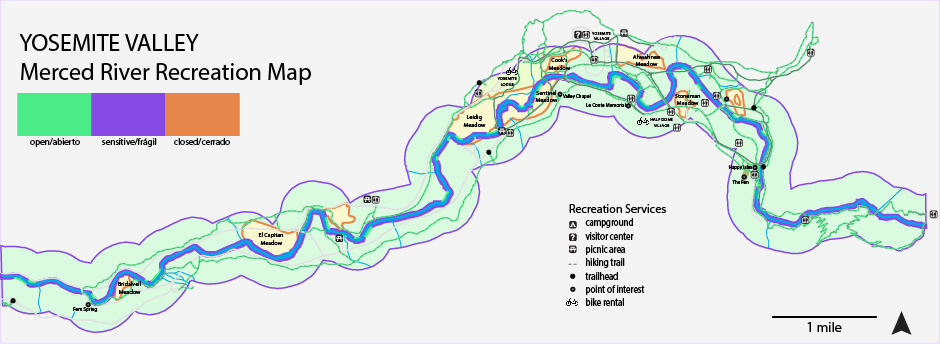 YOSEMITE VALLEY
Merced River Recreation Map
open/abierto
sensitive/frágil
closed/cerrado
YOSEMITE
VILLAGE
Cook's
Meadow
Ahwahnee
Meadow
YOSEMITE
LODGE
Sentinel
Meadow
Valley Chapel
Le Conte Memorial
Stoneman
Meadow
Leidig
Meadow
HALF DOME
VILLAGE
Happy Isles
The Fen
El Capitan
Meadow
Bridalveil
Meadow
Fern Spring
Recreation Services
campground
visitor center
picnic area
hiking trail
trailhead
point of interest
bike rental
1 mile